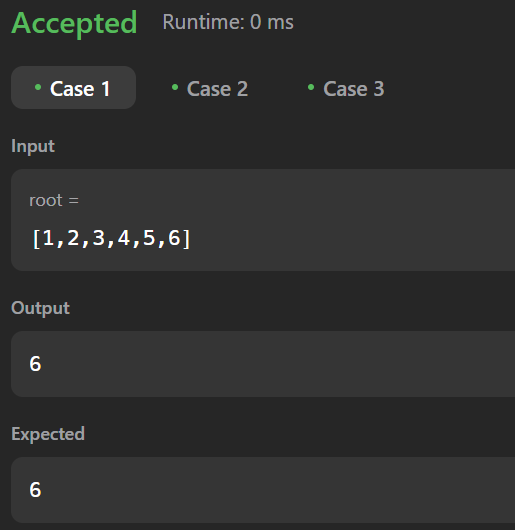 Accepted Runtime: 0 ms
Case 1 Case 2 Case 3
Input
root =
[1,2,3,4,5,6]
Output
6
Expected
6